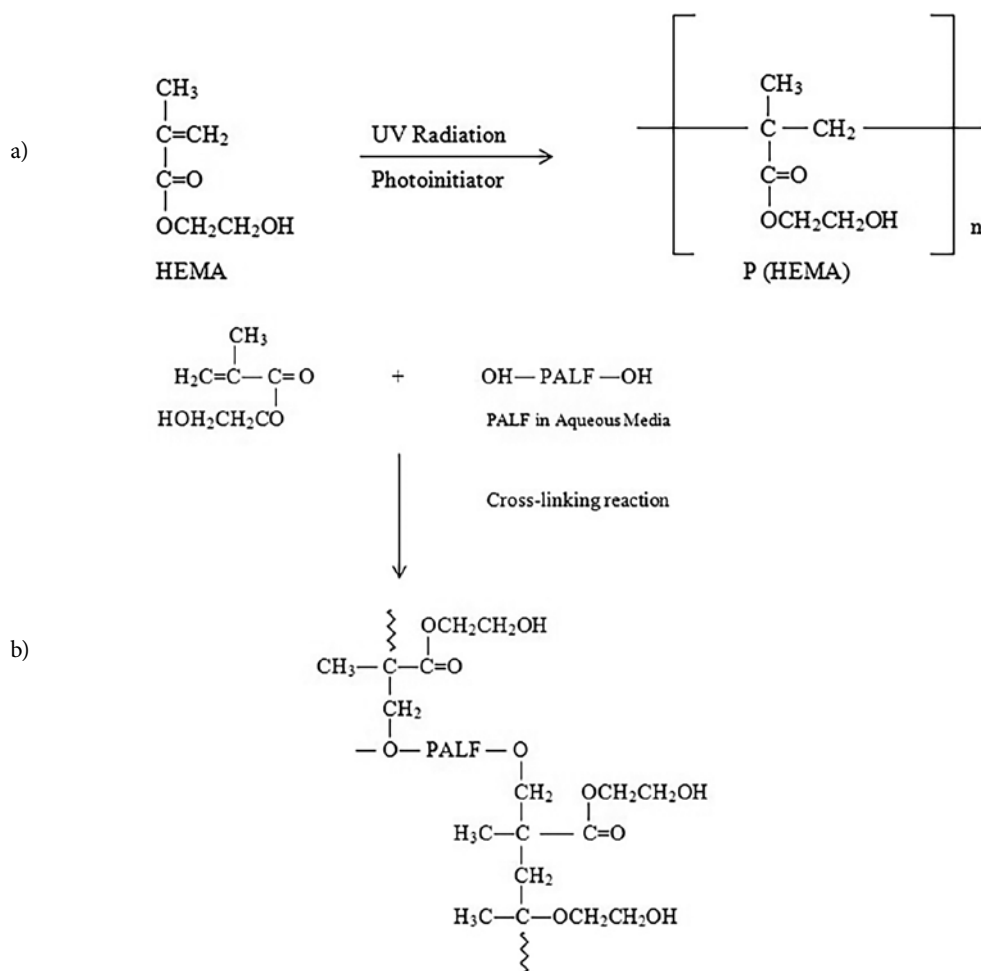 a)
CH₃
C=CH₂
C=O
OCH₂CH₂OH
HEMA
UV Radiation
Photoinitiator
CH₃
C — CH₂
C=O
OCH₂CH₂OH
n
P (HEMA)
CH₃
H₂C=C—C=O
HOH₂CH₂CO
+
OH—PALF—OH
PALF in Aqueous Media
Cross-linking reaction
b)
OCH₂CH₂OH
CH₃—C—C=O
CH₂
—O—PALF—O
CH₂
OCH₂CH₂OH
H₃C—C—C=O
CH₂
H₃C—C—OCH₂CH₂OH